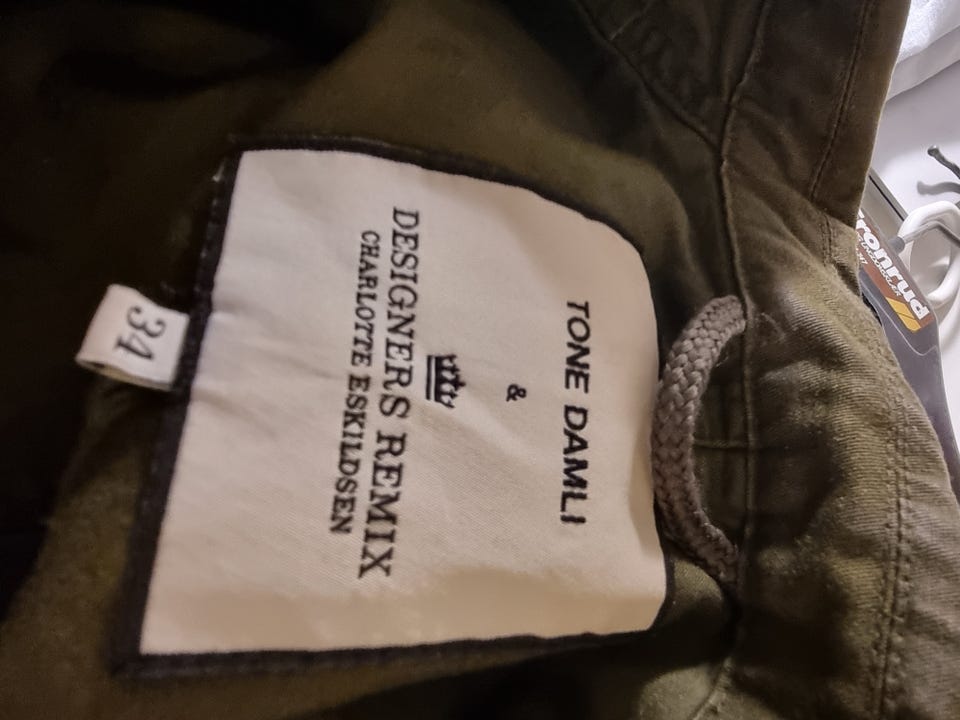 TONE DAMLI
&
DESIGNERS REMIX
CHARLOTTE ESKILDSEN
34